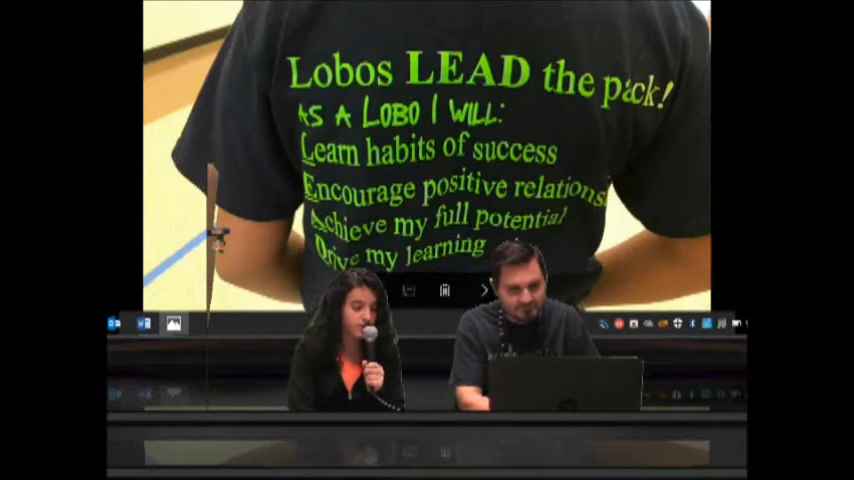 Lobos LEAD the pack!
AS A LOBO I WILL:
Learn habits of success
Encourage positive relations
Achieve my full potential
Drive my learning